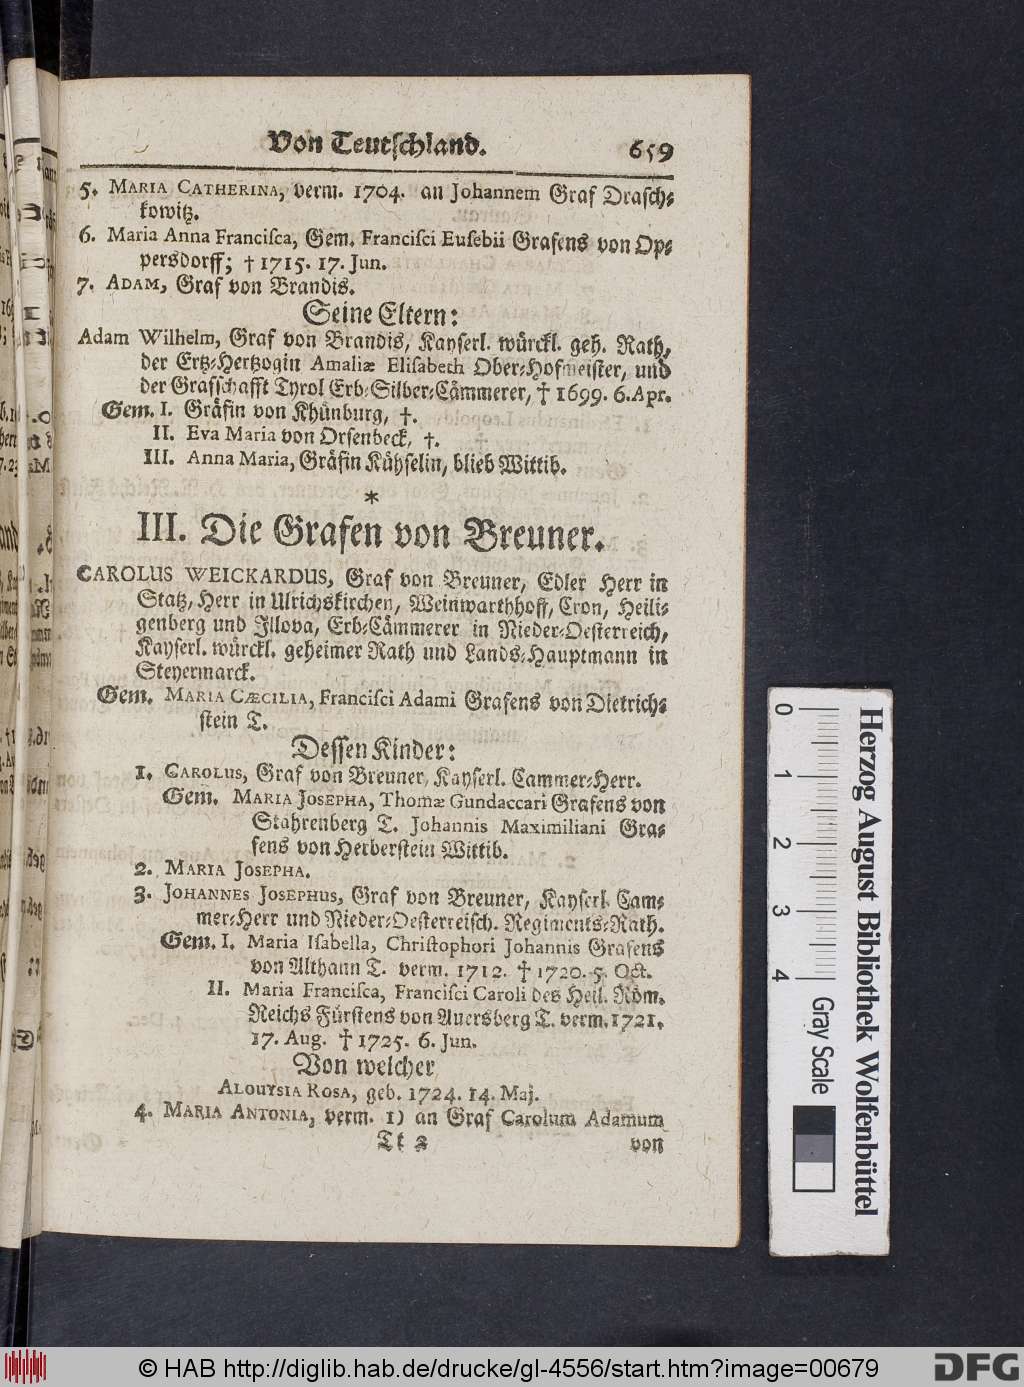 Von Teutschland. 659
5. MARIA CATHERINA, verm. 1704. an Johannem Graf Drasch⸗
kowitz.
6. Maria Anna Franciſca, Gem. Franciſci Euſebii Grafens von Op⸗
persdorff; † 1715. 17. Jun.
7. ADAM, Graf von Brandis.
Seine Eltern:
Adam Wilhelm, Graf von Brandis, Kayſerl. würckl. geh. Rath,
der Ertz⸗Hertzogin Amaliæ Eliſabeth Ober⸗Hofmeiſter, und
der Graffſchafft Tyrol Erb⸗Silber⸗Cämmerer, † 1699. 6. Apr.
Gem. I. Gräfin von Khünburg, †.
II. Eva Maria von Orſenbeck, †.
III. Anna Maria, Gräfin Kühſelin, blieb Wittib.
*
III. Die Grafen von Breuner.
CAROLUS WEICKARDUS, Graf von Breuner, Edler Herr in
Statz, Herr in Ulrichskirchen, Weinwarthhoff, Cron, Heili⸗
genberg und Illova, Erb⸗Cämmerer in Nieder⸗Oeſterreich,
Kayſerl. würckl. geheimer Rath und Lands⸗Hauptmann in
Steyermarck.
Gem. MARIA CÆCILIA, Franciſci Adami Grafens von Dietrich⸗
ſtein T.
Deſſen Kinder:
1. CAROLUS, Graf von Breuner, Kayſerl. Cammer⸗Herr.
Gem. MARIA JOSEPHA, Thomæ Gundaccari Grafens von
Stahrenberg T. Johannis Maximiliani Gra⸗
fens von Herberſtein Wittib.
2. MARIA JOSEPHA.
3. JOHANNES JOSEPHUS, Graf von Breuner, Kayſerl. Cam⸗
mer⸗Herr und Nieder⸗Oeſterreiſch. Regiments⸗Rath.
Gem. I. Maria Iſabella, Chriſtophori Johannis Grafens
von Althann T. verm. 1712. † 1720. 5. Oct.
II. Maria Franciſca, Franciſci Caroli des Heil. Röm.
Reichs Fürſtens von Auersberg T. verm. 1721.
17. Aug. † 1725. 6. Jun.
Von welcher
ALOUYSIA ROSA, geb. 1724. 14. Maj.
4. MARIA ANTONIA, verm. 1) an Graf Carolum Adamum
Tt 2 von
0 1 2 3 4 Gray Scale
Herzog August Bibliothek Wolfenbüttel
© HAB http://diglib.hab.de/drucke/gl-4556/start.htm?image=00679
DFG